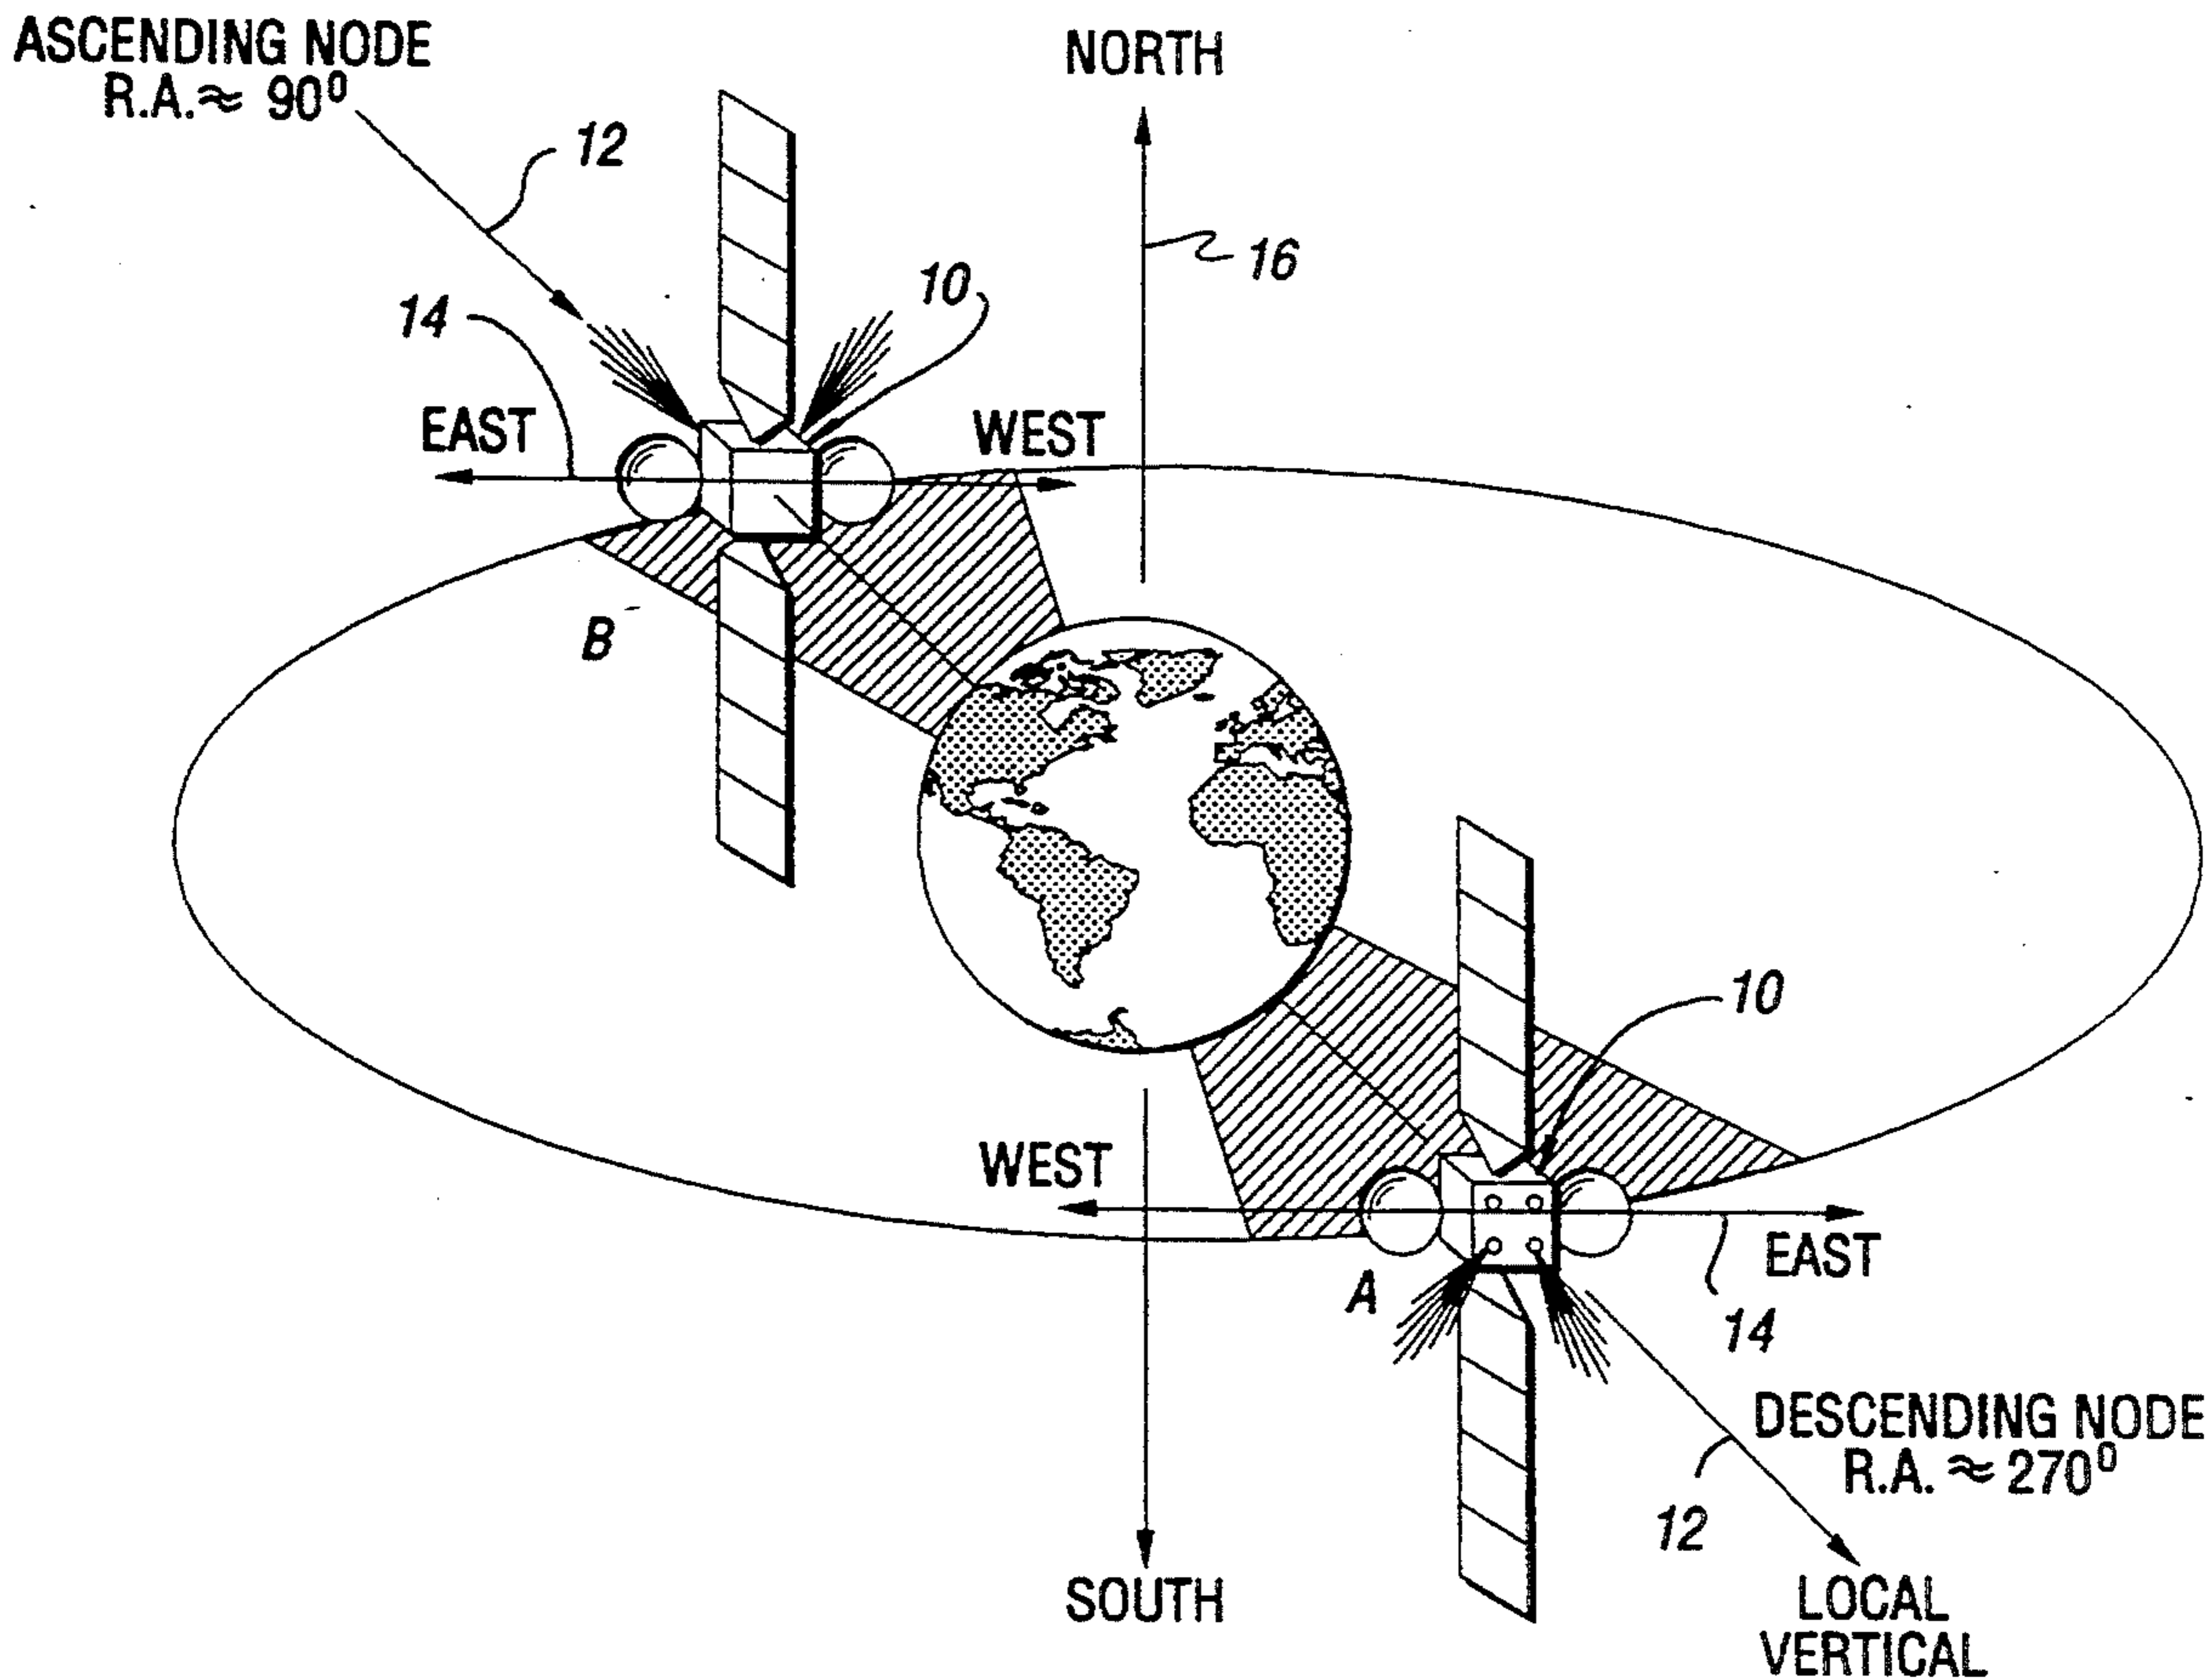 ASCENDING NODE
R.A. ≈ 90⁰
NORTH
12
16
10
14
EAST
WEST
B
10
WEST
EAST
A
14
DESCENDING NODE
R.A. ≈ 270⁰
12
SOUTH
LOCAL
VERTICAL